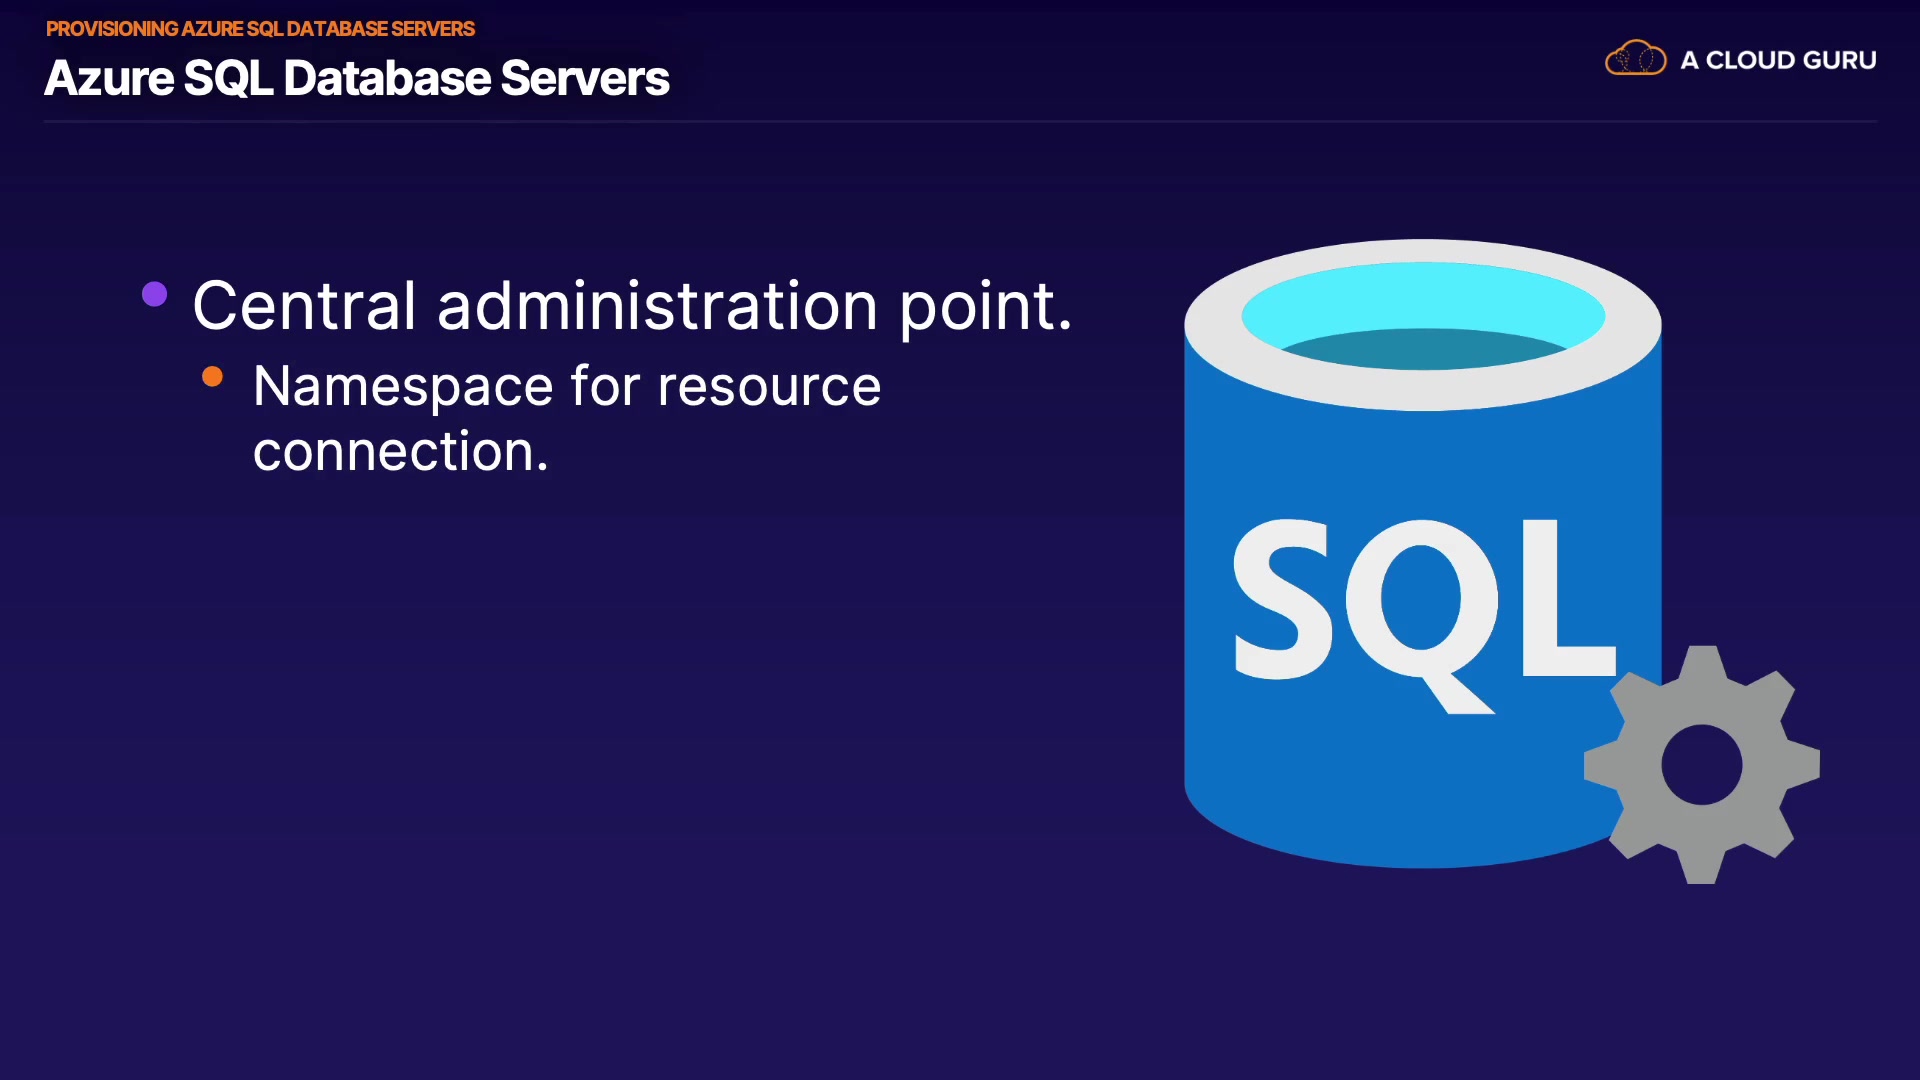 PROVISIONING AZURE SQL DATABASE SERVERS
Azure SQL Database Servers
A CLOUD GURU
Central administration point.
Namespace for resource
connection.
SQL